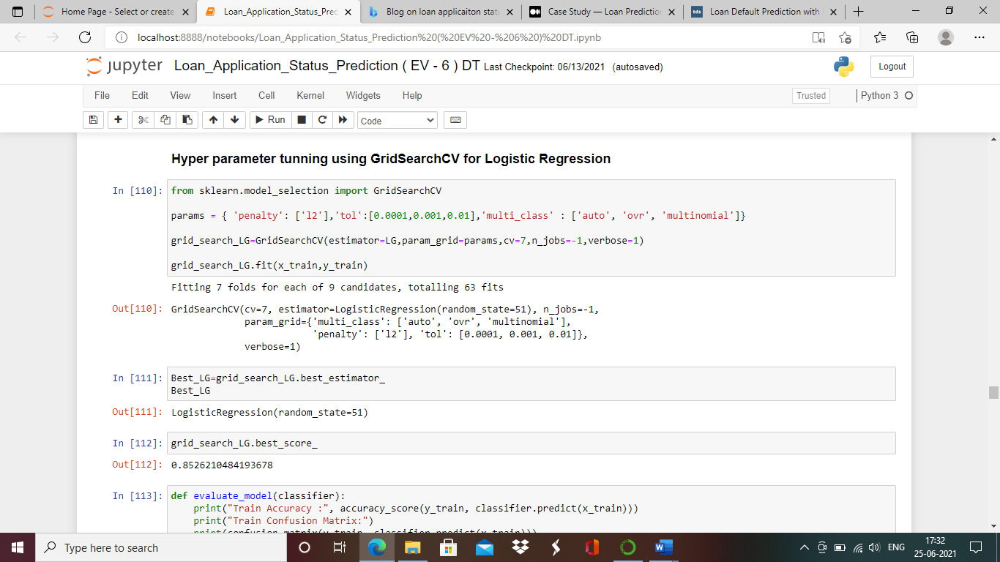 Home Page - Select or create
Loan_Application_Status_Pred
Blog on loan applicaiton statu
Case Study — Loan Prediction
tds Loan Default Prediction with
localhost:8888/notebooks/Loan_Application_Status_Prediction%20(%20EV%20-%206%20)%20DT.ipynb
jupyter Loan_Application_Status_Prediction ( EV - 6 ) DT Last Checkpoint: 06/13/2021 (autosaved)
Logout
File Edit View Insert Cell Kernel Widgets Help
Trusted
Python 3
Run
Code
Hyper parameter tunning using GridSearchCV for Logistic Regression
In [110]: from sklearn.model_selection import GridSearchCV
params = { 'penalty': ['l2'],'tol':[0.0001,0.001,0.01],'multi_class' : ['auto', 'ovr', 'multinomial']}
grid_search_LG=GridSearchCV(estimator=LG,param_grid=params,cv=7,n_jobs=-1,verbose=1)
grid_search_LG.fit(x_train,y_train)
Fitting 7 folds for each of 9 candidates, totalling 63 fits
Out[110]: GridSearchCV(cv=7, estimator=LogisticRegression(random_state=51), n_jobs=-1,
param_grid={'multi_class': ['auto', 'ovr', 'multinomial'],
'penalty': ['l2'], 'tol': [0.0001, 0.001, 0.01]},
verbose=1)
In [111]: Best_LG=grid_search_LG.best_estimator_
Best_LG
Out[111]: LogisticRegression(random_state=51)
In [112]: grid_search_LG.best_score_
Out[112]: 0.8526210484193678
In [113]: def evaluate_model(classifier):
print("Train Accuracy :", accuracy_score(y_train, classifier.predict(x_train)))
print("Train Confusion Matrix:")
print(confusion_matrix(y_train, classifier.predict(x_train)))
Type here to search
ENG
17:32
25-06-2021